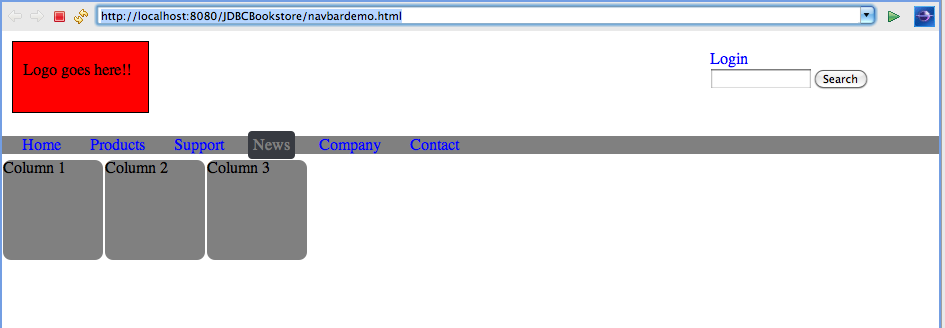 http://localhost:8080/JDBCBookstore/navbardemo.html
Logo goes here!!
Login
Search
Home Products Support News Company Contact
Column 1 Column 2 Column 3